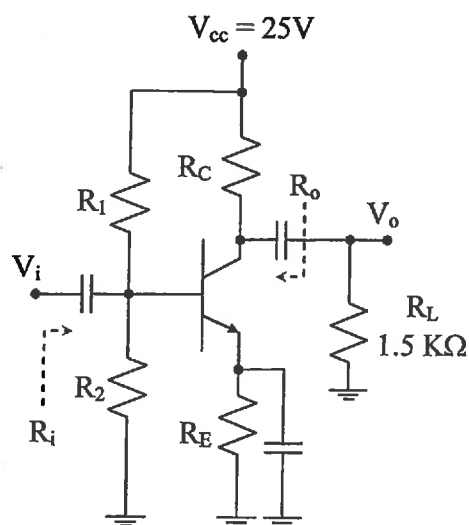 Vcc = 25V
RC
Ro
R1
Vo
Vi
RL
1.5 KΩ
R2
Ri
RE